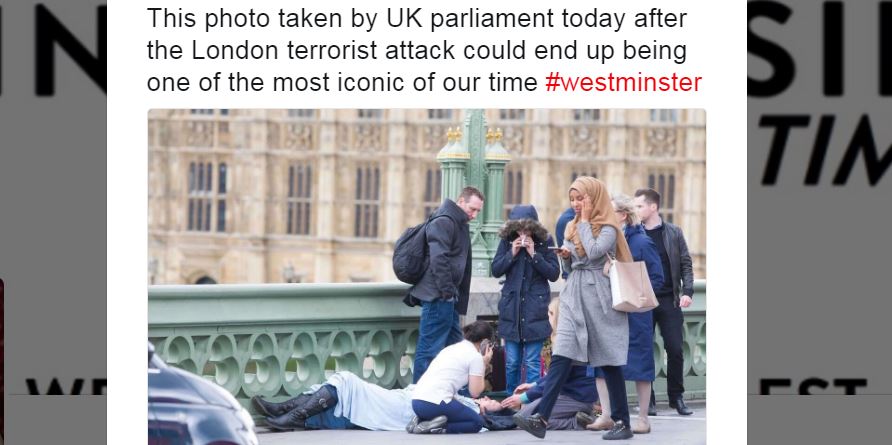 This photo taken by UK parliament today after
the London terrorist attack could end up being
one of the most iconic of our time #westminster